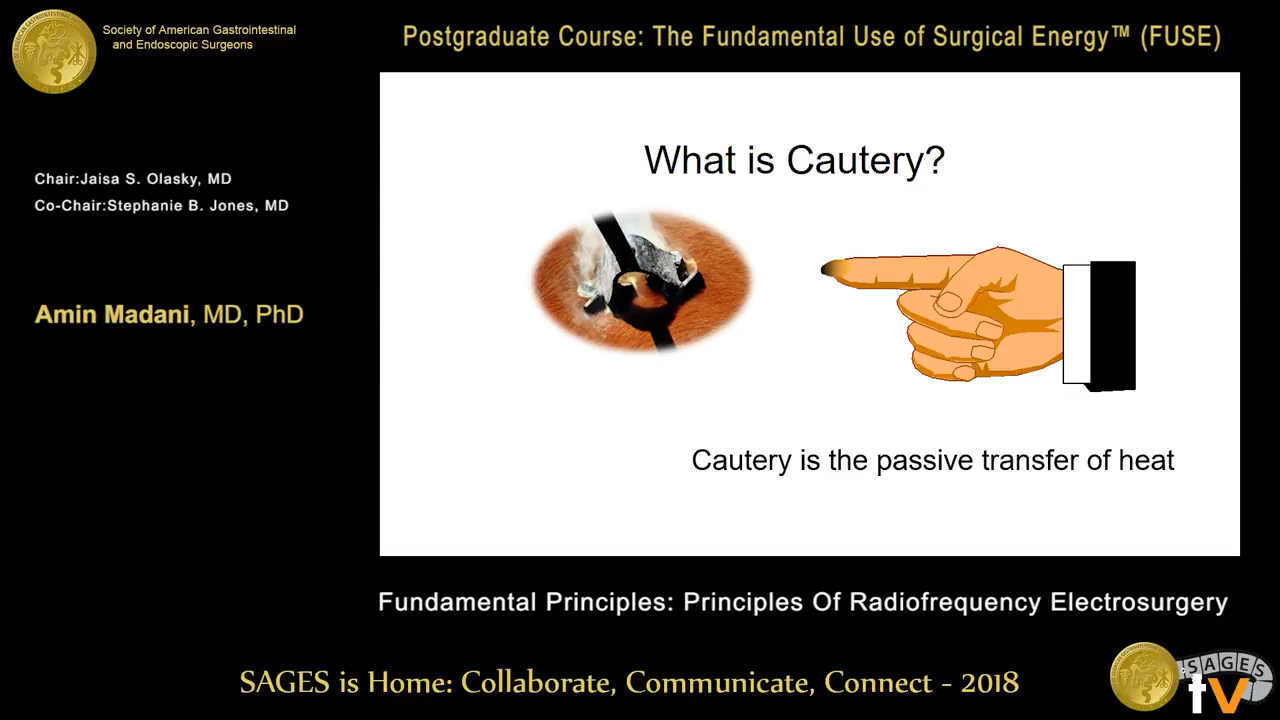 Society of American Gastrointestinal
and Endoscopic Surgeons
Postgraduate Course: The Fundamental Use of Surgical Energy™ (FUSE)
Chair:Jaisa S. Olasky, MD
Co-Chair:Stephanie B. Jones, MD
Amin Madani, MD, PhD
What is Cautery?
Cautery is the passive transfer of heat
Fundamental Principles: Principles Of Radiofrequency Electrosurgery
SAGES is Home: Collaborate, Communicate, Connect - 2018
SAGES
tv